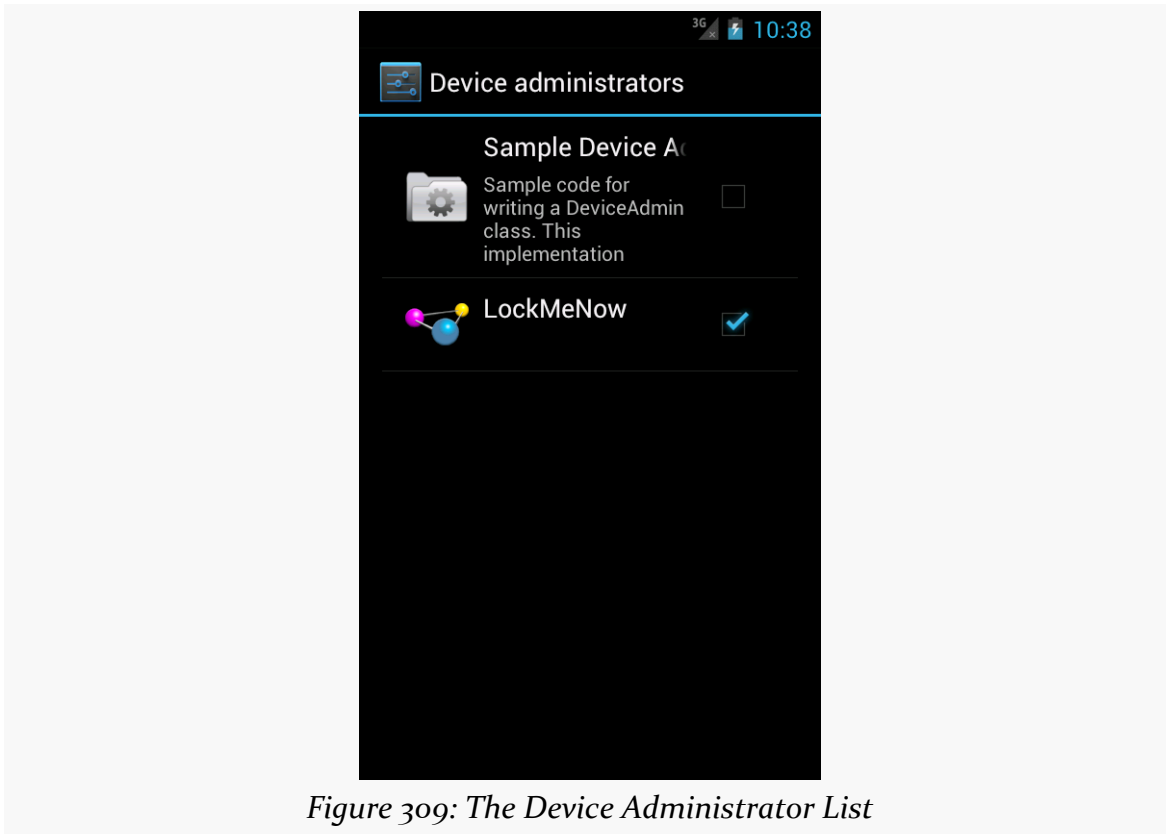 3G 10:38
Device administrators
Sample Device A
Sample code for
writing a DeviceAdmin
class. This
implementation
LockMeNow
Figure 309: The Device Administrator List